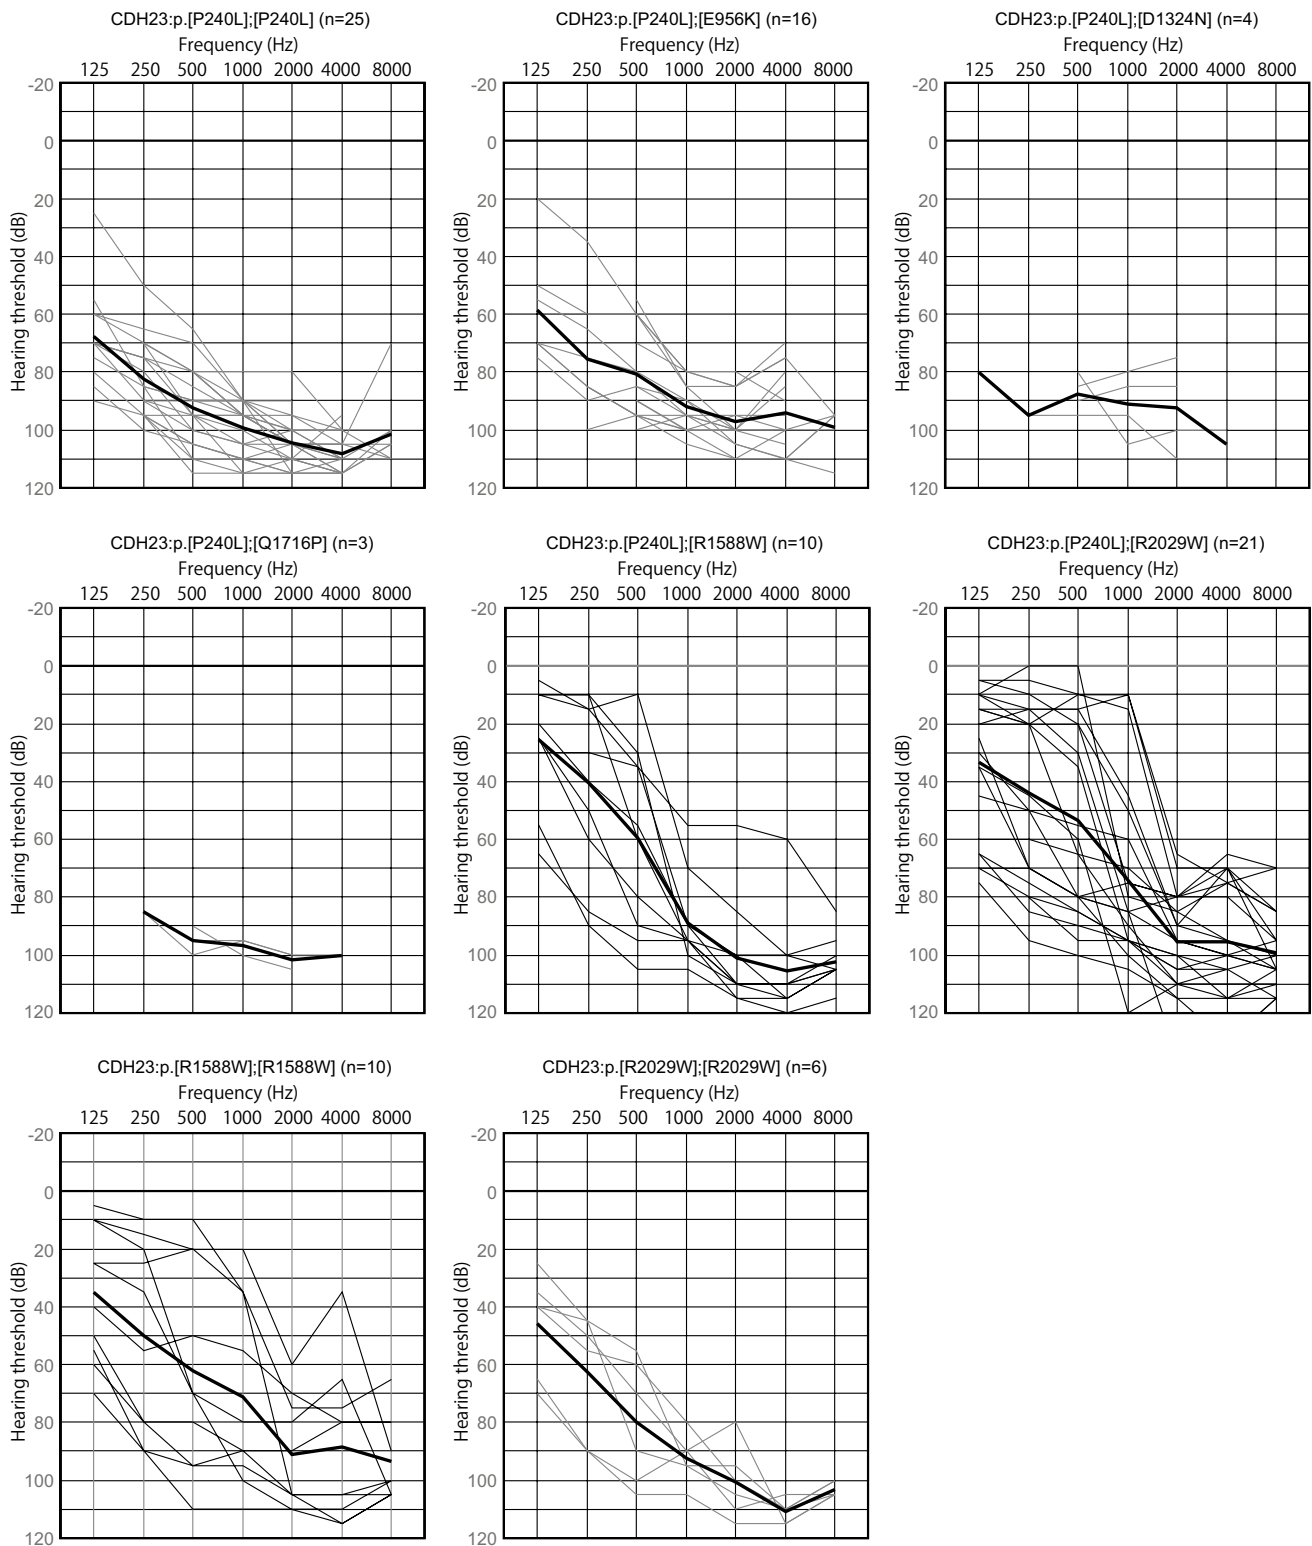 CDH23:p.[P240L];[P240L] (n=25)
Frequency (Hz)
125 250 500 1000 2000 4000 8000
Hearing threshold (dB)
-20
0
20
40
60
80
100
120
CDH23:p.[P240L];[E956K] (n=16)
Frequency (Hz)
125 250 500 1000 2000 4000 8000
Hearing threshold (dB)
-20
0
20
40
60
80
100
120
CDH23:p.[P240L];[D1324N] (n=4)
Frequency (Hz)
125 250 500 1000 2000 4000 8000
Hearing threshold (dB)
-20
0
20
40
60
80
100
120
CDH23:p.[P240L];[Q1716P] (n=3)
Frequency (Hz)
125 250 500 1000 2000 4000 8000
Hearing threshold (dB)
-20
0
20
40
60
80
100
120
CDH23:p.[P240L];[R1588W] (n=10)
Frequency (Hz)
125 250 500 1000 2000 4000 8000
Hearing threshold (dB)
-20
0
20
40
60
80
100
120
CDH23:p.[P240L];[R2029W] (n=21)
Frequency (Hz)
125 250 500 1000 2000 4000 8000
Hearing threshold (dB)
-20
0
20
40
60
80
100
120
CDH23:p.[R1588W];[R1588W] (n=10)
Frequency (Hz)
125 250 500 1000 2000 4000 8000
Hearing threshold (dB)
-20
0
20
40
60
80
100
120
CDH23:p.[R2029W];[R2029W] (n=6)
Frequency (Hz)
125 250 500 1000 2000 4000 8000
Hearing threshold (dB)
-20
0
20
40
60
80
100
120